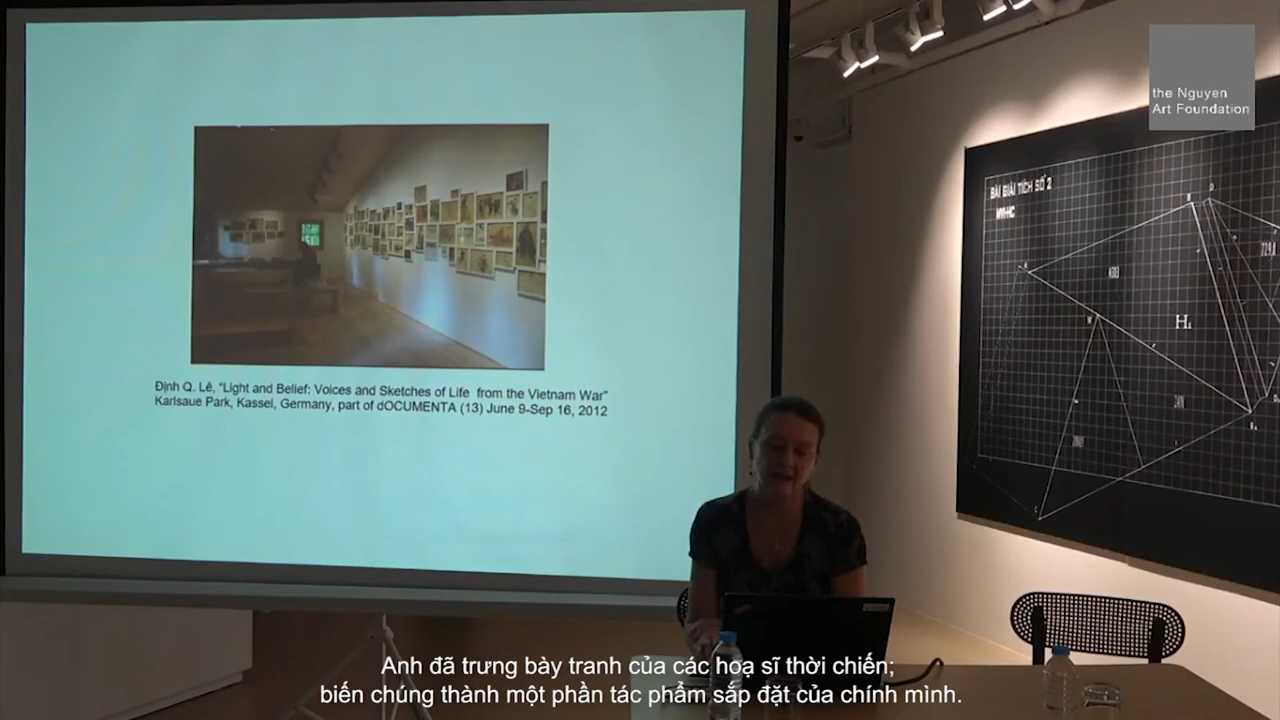 the Nguyen
Art Foundation
Định Q. Lê, "Light and Belief: Voices and Sketches of Life from the Vietnam War"
Karlsaue Park, Kassel, Germany, part of dOCUMENTA (13) June 9-Sep 16, 2012
BÀI GIẢI TÍCH SỐ 2
Anh đã trưng bày tranh của các hoạ sĩ thời chiến;
biến chúng thành một phần tác phẩm sắp đặt của chính mình.